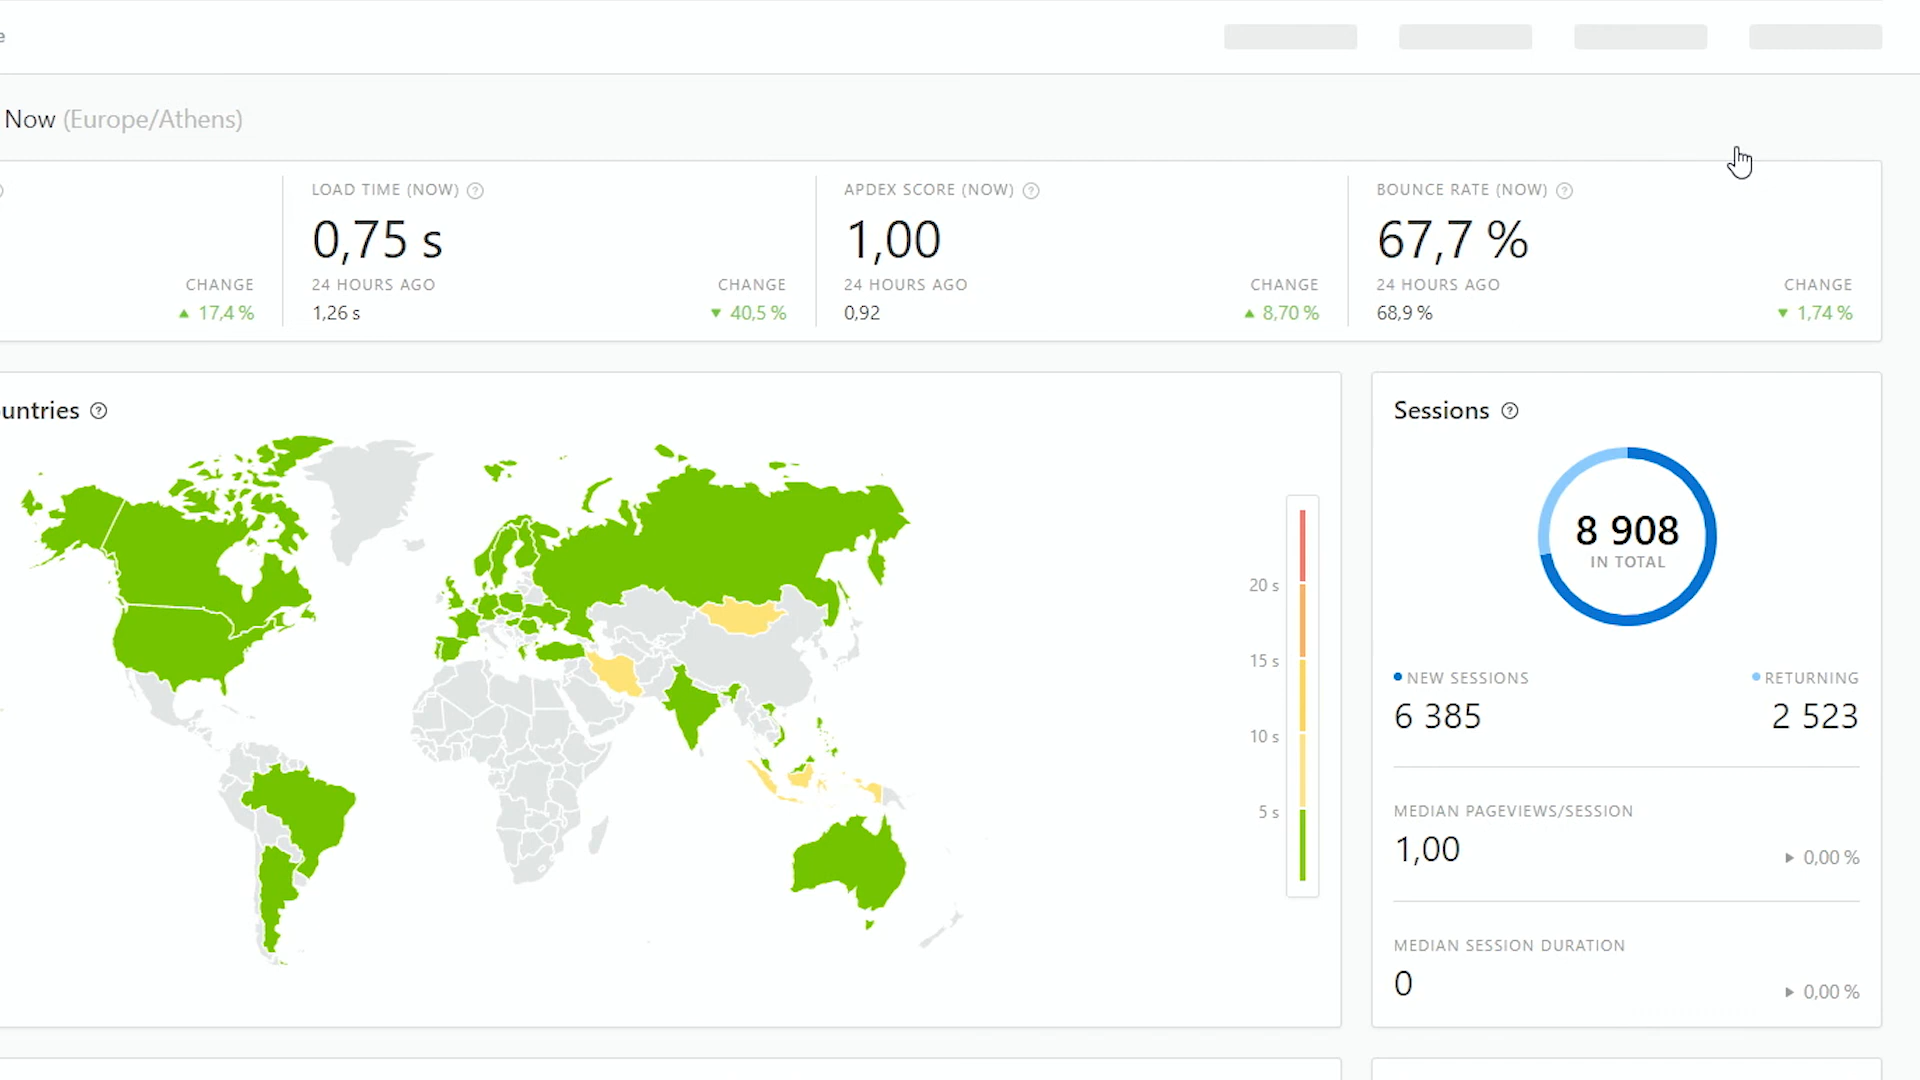 e
Now (Europe/Athens)
LOAD TIME (NOW) ?
0,75 s
24 HOURS AGO
1,26 s
CHANGE
▲ 17,4 %
CHANGE
▼ 40,5 %
APDEX SCORE (NOW) ?
1,00
24 HOURS AGO
0,92
CHANGE
▲ 8,70 %
BOUNCE RATE (NOW) ?
67,7 %
24 HOURS AGO
68,9 %
CHANGE
▼ 1,74 %
untries ?
20 s
15 s
10 s
5 s
Sessions ?
8 908
IN TOTAL
NEW SESSIONS
6 385
RETURNING
2 523
MEDIAN PAGEVIEWS/SESSION
1,00
▶ 0,00 %
MEDIAN SESSION DURATION
0
▶ 0,00 %